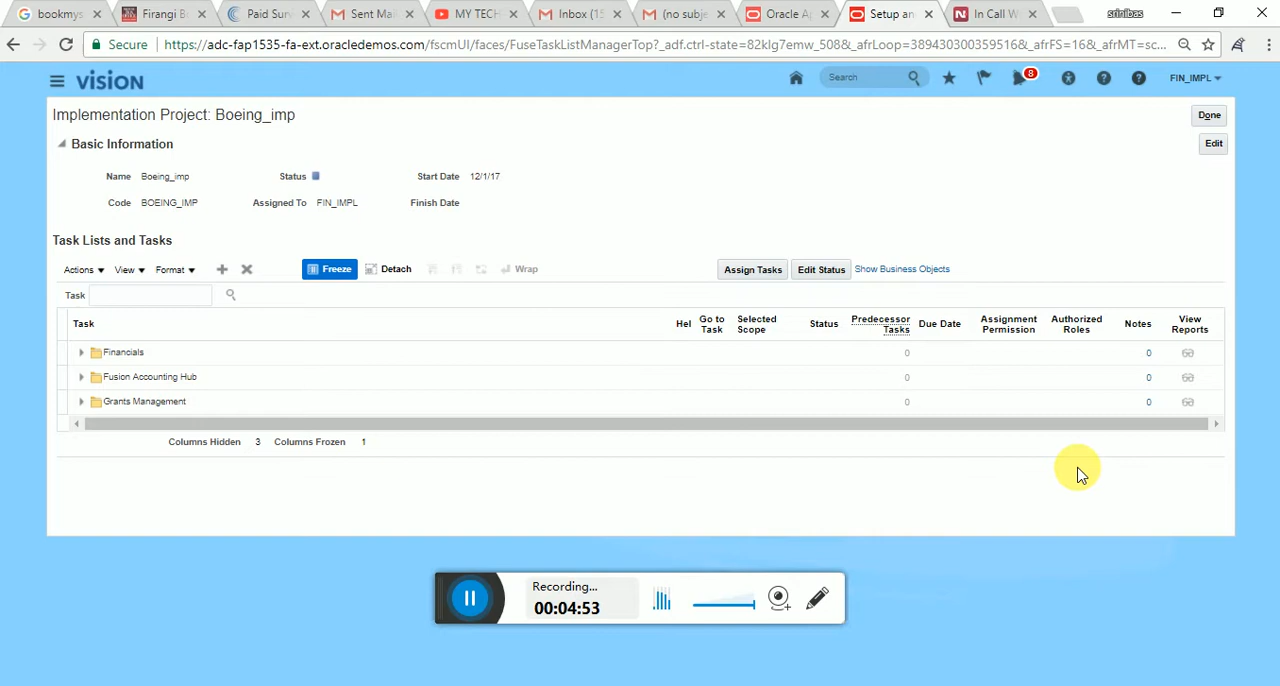 bookmys
Firangi B
Paid Surv
Sent Mai
MY TECH
Inbox (15
(no subje
Oracle Ap
Setup an
In Call W
srinibas
Secure
https://adc-fap1535-fa-ext.oracledemos.com/fscmUI/faces/FuseTaskListManagerTop?_adf.ctrl-state=82klg7emw_508&_afrLoop=3894303003595516&_afrFS=16&_afrMT=sc...
VISION
Search
8
FIN_IMPL
Implementation Project: Boeing_imp
Done
Basic Information
Edit
Name Boeing_imp Status Start Date 12/1/17
Code BOEING_IMP Assigned To FIN_IMPL Finish Date
Task Lists and Tasks
Actions View Format Freeze Detach Wrap Assign Tasks Edit Status Show Business Objects
Task
Task Hel Go to Task Selected Scope Status Predecessor Tasks Due Date Assignment Permission Authorized Roles Notes View Reports
Financials 0 0
Fusion Accounting Hub 0 0
Grants Management 0 0
Columns Hidden 3 Columns Frozen 1
Recording...
00:04:53